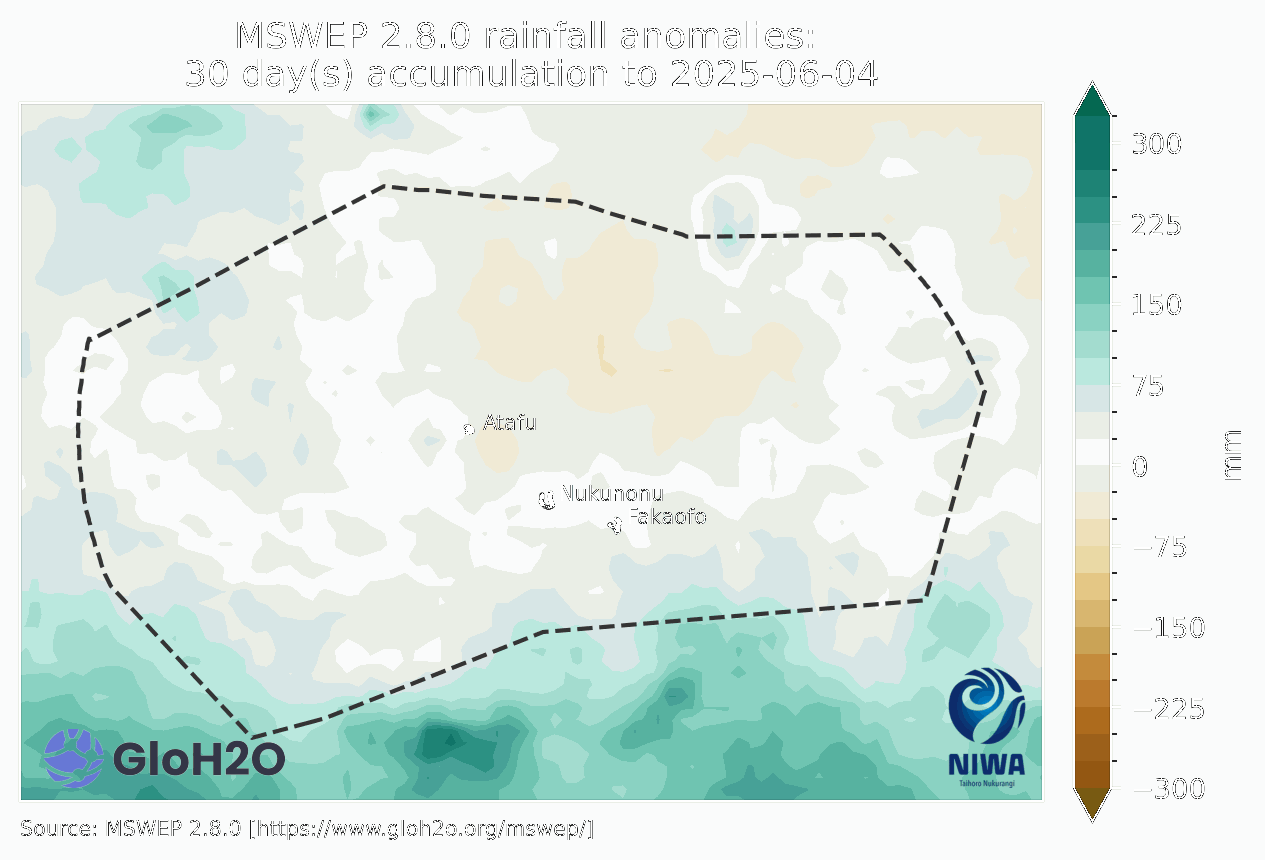 MSWEP 2.8.0 rainfall anomalies:
30 day(s) accumulation to 2025-06-04
300
225
150
75
0
−75
−150
−225
−300
mm
Atafu
Nukunonu
Fakaofo
GloH2O
NIWA
Taihoro Nukurangi
Source: MSWEP 2.8.0 [https://www.gloh2o.org/mswep/]